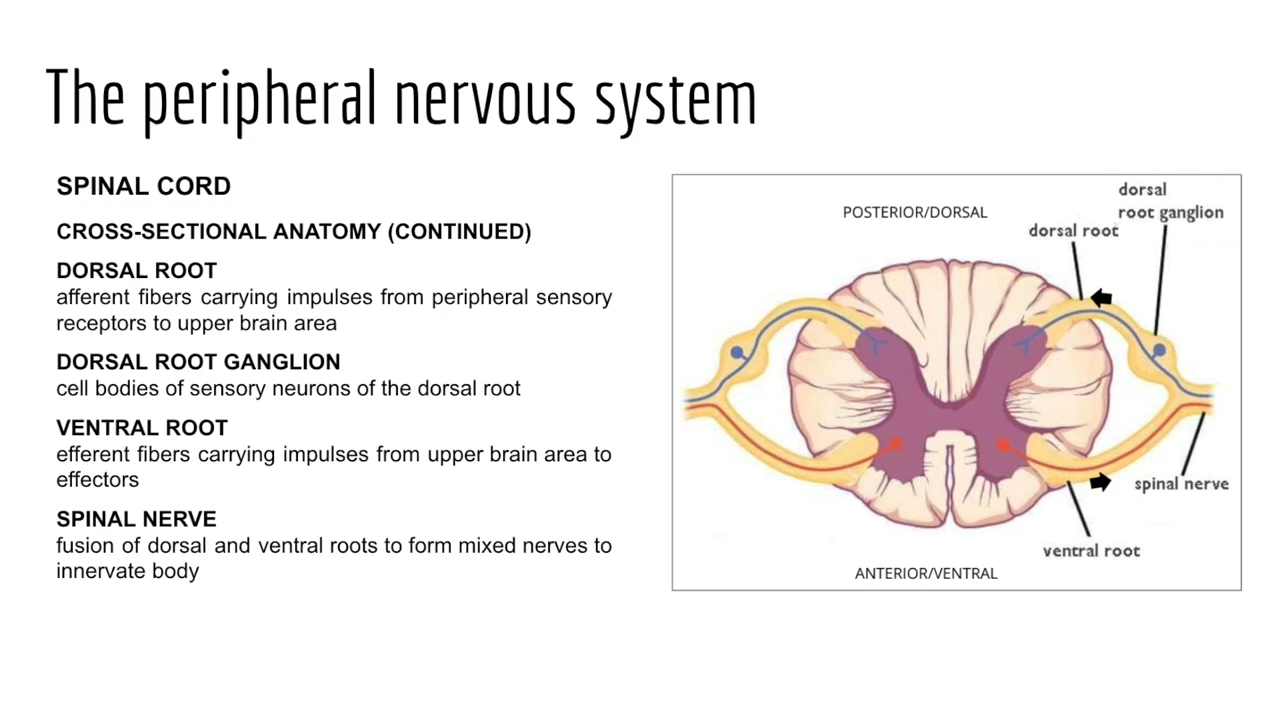 The peripheral nervous system
SPINAL CORD
CROSS-SECTIONAL ANATOMY (CONTINUED)
DORSAL ROOT
afferent fibers carrying impulses from peripheral sensory
receptors to upper brain area
DORSAL ROOT GANGLION
cell bodies of sensory neurons of the dorsal root
VENTRAL ROOT
efferent fibers carrying impulses from upper brain area to
effectors
SPINAL NERVE
fusion of dorsal and ventral roots to form mixed nerves to
innervate body
POSTERIOR/DORSAL
dorsal
root ganglion
dorsal root
spinal nerve
ventral root
ANTERIOR/VENTRAL